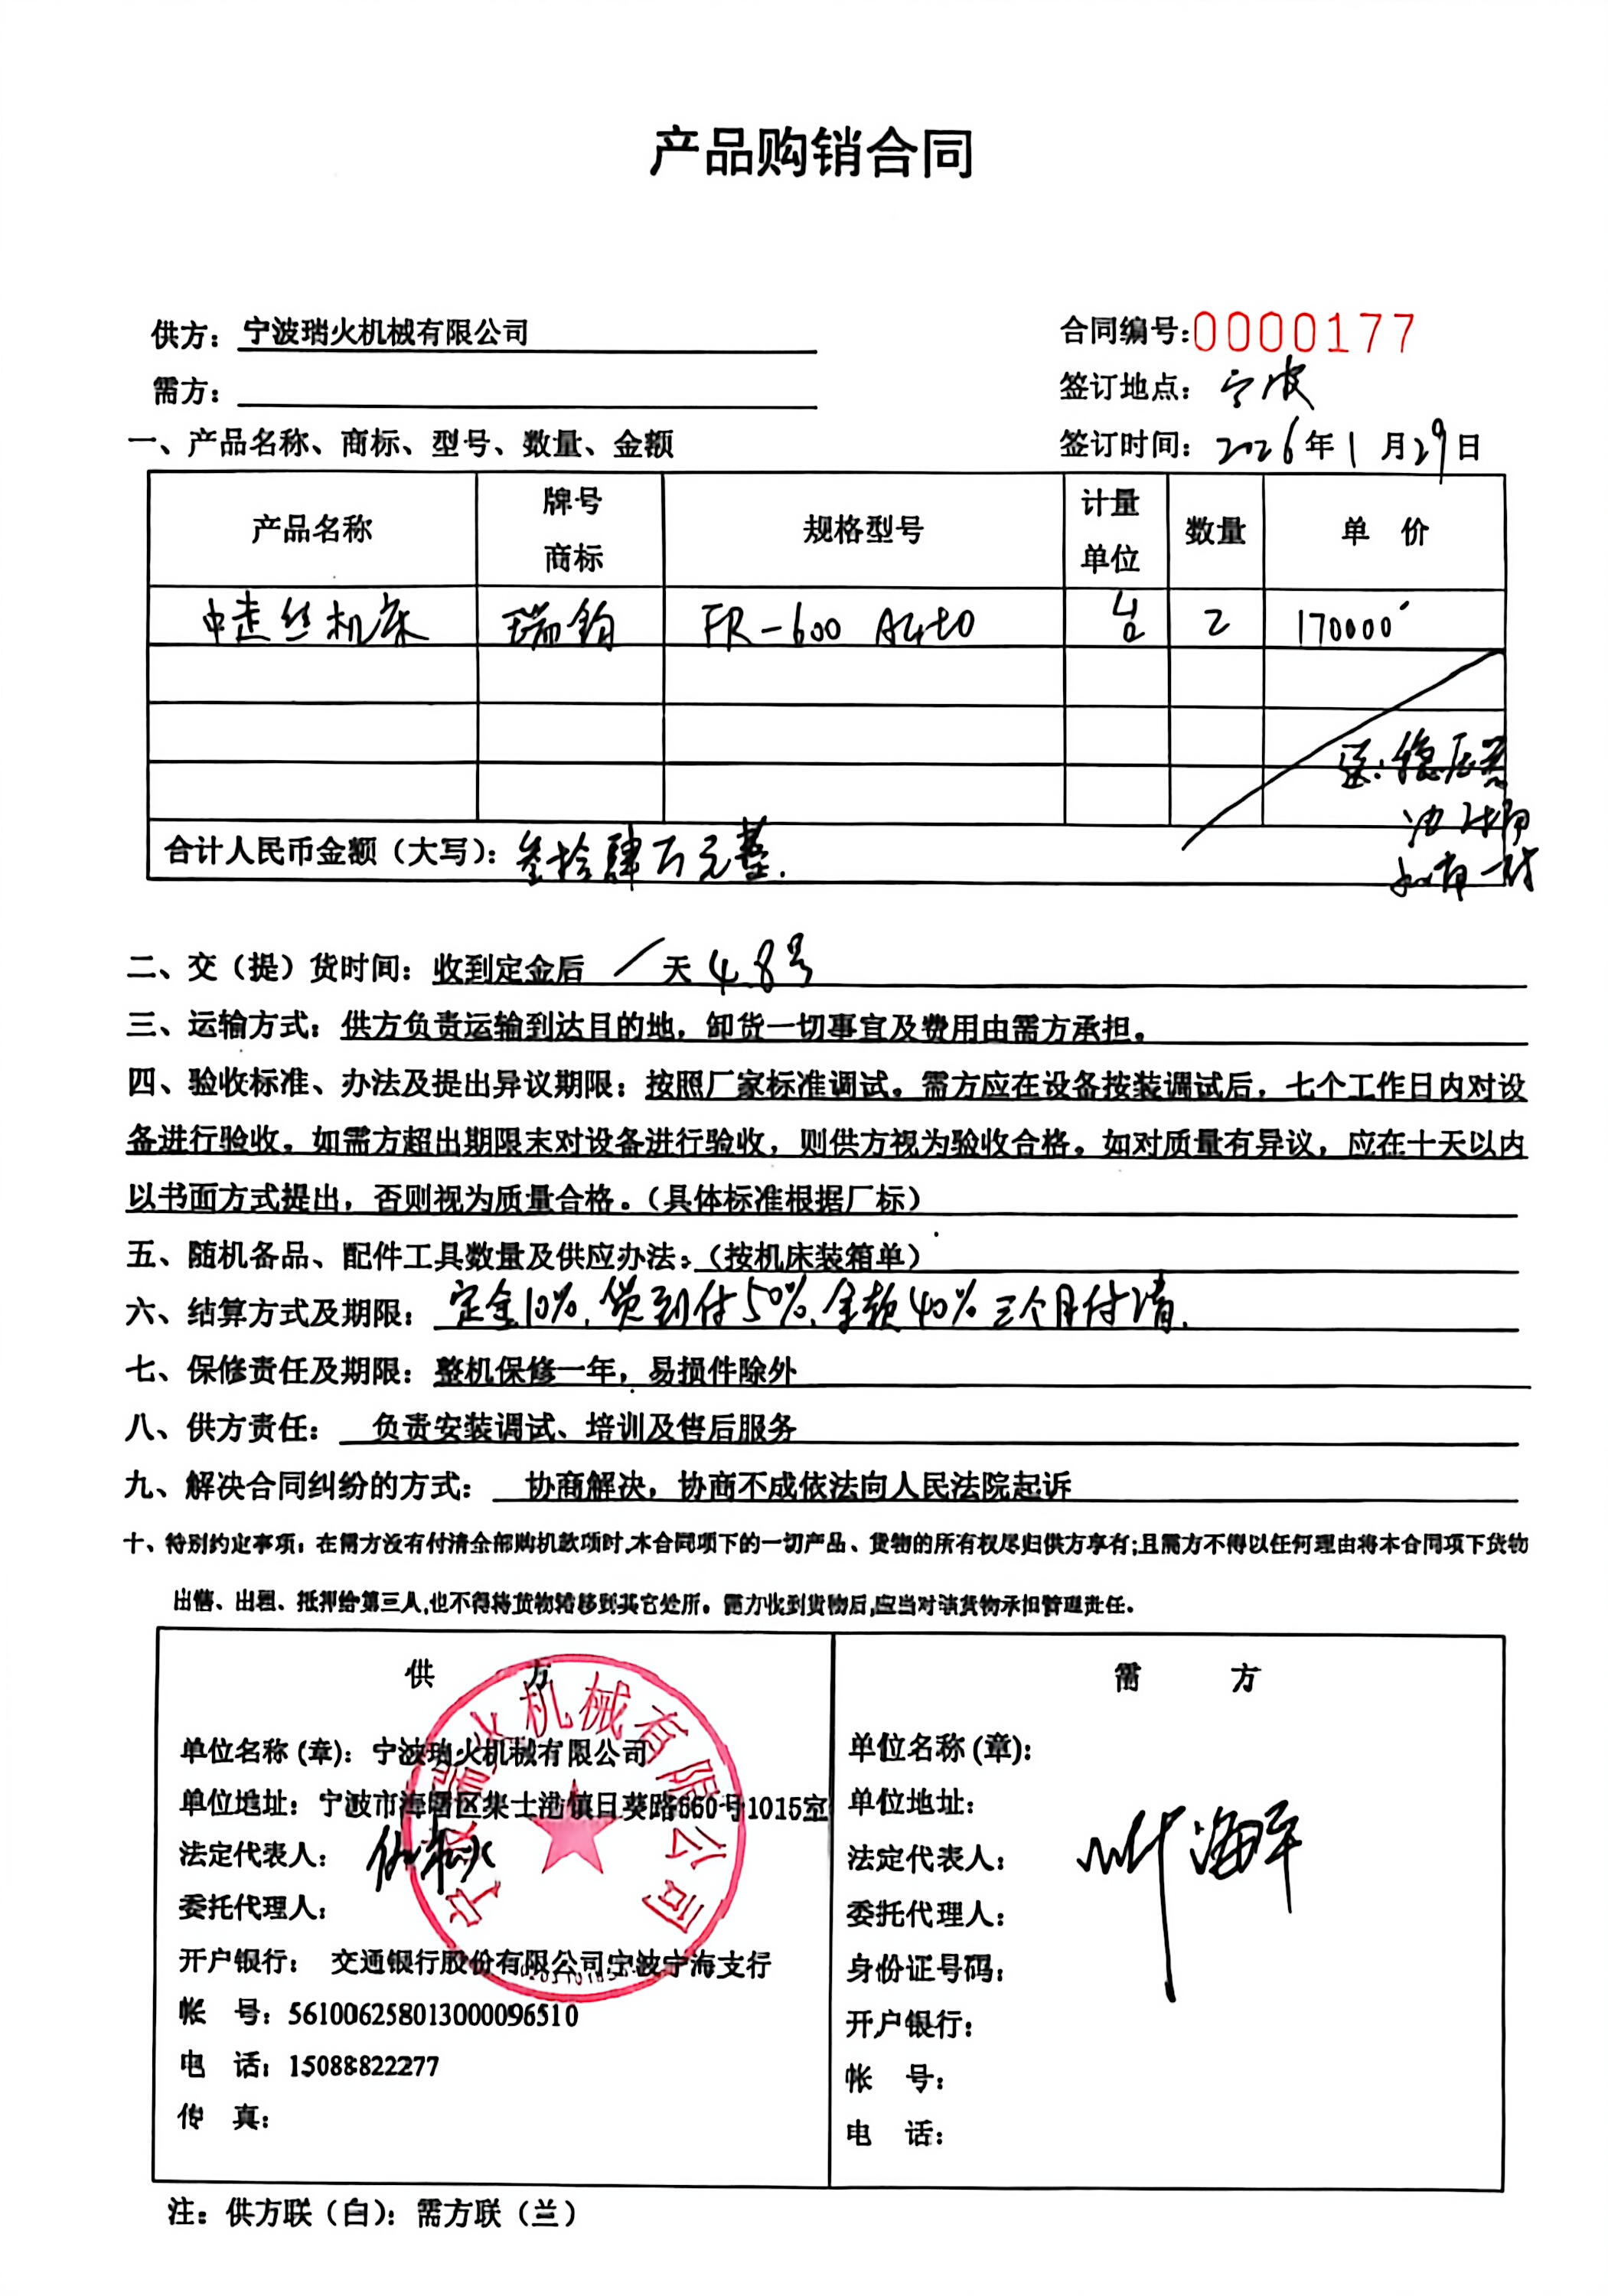 产品购销合同
供方：宁波瑞火机械有限公司
合同编号：0000177
需方：
签订地点：宁波
一、产品名称、商标、型号、数量、金额
签订时间：2026年1月29日
产品名称 牌号商标 规格型号 计量单位 数量 单 价
中走丝机床 瑞钧 FR-600 Auto 台 2 170000
送：稳压器
油
一
合计人民币金额（大写）：叁拾肆万元整.
二、交（提）货时间：收到定金后 / 天 4.8号
三、运输方式：供方负责运输到达目的地，卸货一切事宜及费用由需方承担。
四、验收标准、办法及提出异议期限：按照厂家标准调试。需方应在设备按装调试后，七个工作日内对设
备进行验收。如需方超出期限末对设备进行验收，则供方视为验收合格。如对质量有异议，应在十天以内
以书面方式提出，否则视为质量合格。（具体标准根据厂标）
五、随机备品、配件工具数量及供应办法：（按机床装箱单）
六、结算方式及期限：定金10%，货到付50%，余款40%三个月付清.
七、保修责任及期限：整机保修一年，易损件除外
八、供方责任：负责安装调试、培训及售后服务
九、解决合同纠纷的方式：协商解决，协商不成依法向人民法院起诉
十、特别约定事项：在需方没有付清全部购机款项时,本合同项下的一切产品、货物的所有权尽归供方享有;且需方不得以任何理由将本合同项下货物
出售、出租、抵押给第三人,也不得将货物转移到其它处所。需方收到货物后,应当对该货物承担管理责任。
供 方
单位名称 (章)：宁波瑞火机械有限公司
单位地址：宁波市海曙区集士港镇日葵路660号1015室
法定代表人：
委托代理人：
开户银行： 交通银行股份有限公司宁波宁海支行
帐 号：561006258013000096510
电 话：15088822277
传 真：
宁波瑞火机械有限公司
需 方
单位名称 (章)：
单位地址：
法定代表人：
海平
委托代理人：
身份证号码：
开户银行：
帐 号：
电 话：
注：供方联（白）：需方联（兰）